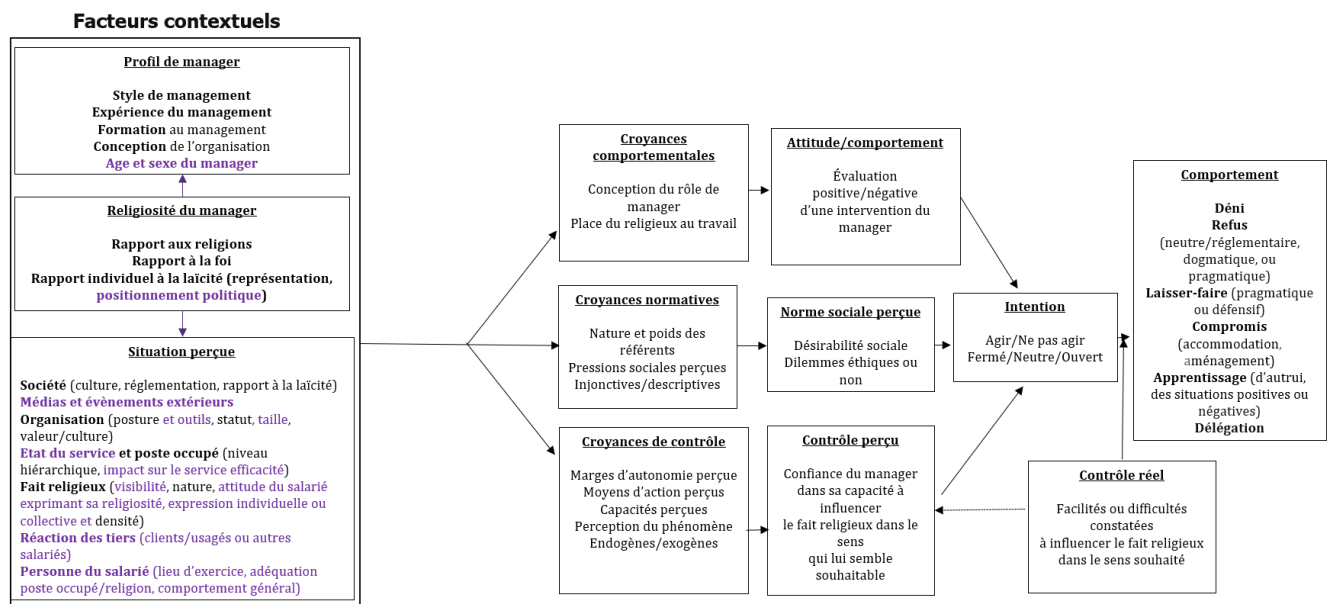 Facteurs contextuels
Profil de manager
Style de management
Expérience du management
Formation au management
Conception de l'organisation
Age et sexe du manager
Religiosité du manager
Rapport aux religions
Rapport à la foi
Rapport individuel à la laïcité (représentation,
positionnement politique)
Situation perçue
Société (culture, réglementation, rapport à la laïcité)
Médias et évènements extérieurs
Organisation (posture et outils, statut, taille,
valeur/culture)
Etat du service et poste occupé (niveau
hiérarchique, impact sur le service efficacité)
Fait religieux (visibilité, nature, attitude du salarié
exprimant sa religiosité, expression individuelle ou
collective et densité)
Réaction des tiers (clients/usagés ou autres
salariés)
Personne du salarié (lieu d'exercice, adéquation
poste occupé/religion, comportement général)
Croyances
comportementales
Conception du rôle de
manager
Place du religieux au travail
Attitude/comportement
Évaluation
positive/négative
d'une intervention du
manager
Croyances normatives
Nature et poids des
référents
Pressions sociales perçues
Injonctives/descriptives
Norme sociale perçue
Désirabilité sociale
Dilemmes éthiques ou
non
Croyances de contrôle
Marges d'autonomie perçue
Moyens d'action perçus
Capacités perçues
Perception du phénomène
Endogènes/exogènes
Contrôle perçu
Confiance du manager
dans sa capacité à
influencer
le fait religieux dans le
sens
qui lui semble
souhaitable
Intention
Agir/Ne pas agir
Fermé/Neutre/Ouvert
Comportement
Déni
Refus
(neutre/réglementaire,
dogmatique, ou
pragmatique)
Laisser-faire (pragmatique
ou défensif)
Compromis
(accommodation,
aménagement)
Apprentissage (d'autrui,
des situations positives ou
négatives)
Délégation
Contrôle réel
Facilités ou difficultés
constatées
à influencer le fait religieux
dans le sens souhaité